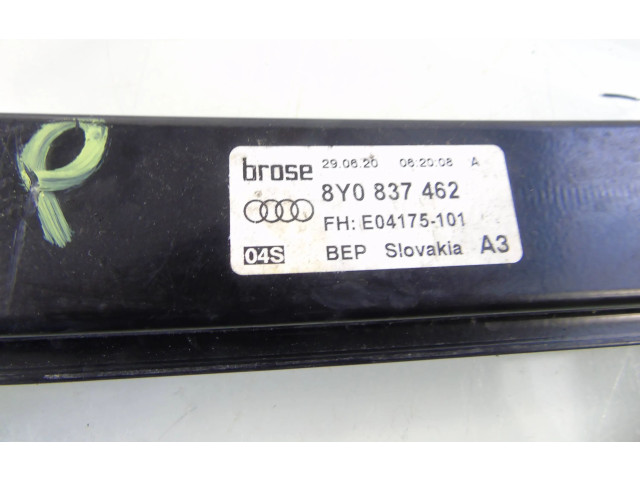 P
brose 29.06.20 06:20:08 A
8Y0 837 462
FH: E04175-101
04S BEP Slovakia A3